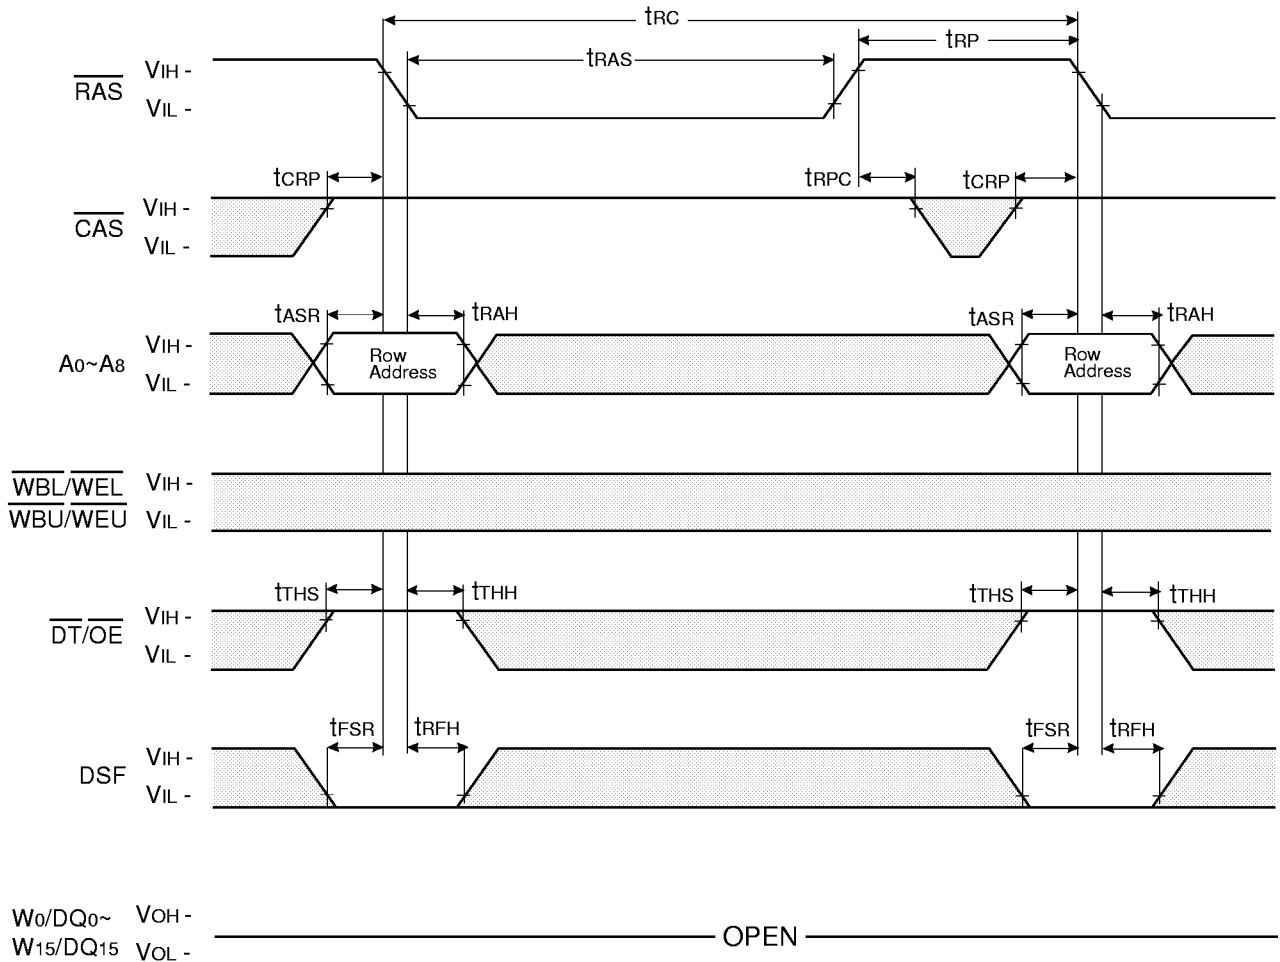 tRC
tRP
tRAS
RAS
VIH -
VIL -
tCRP
tRPC
tCRP
CAS
VIH -
VIL -
tASR
tRAH
tASR
tRAH
A0~A8
VIH -
VIL -
Row
Address
Row
Address
WBL/WEL
VIH -
WBU/WEU
VIL -
tTHS
tTHH
tTHS
tTHH
DT/OE
VIH -
VIL -
tFSR
tRFH
tFSR
tRFH
DSF
VIH -
VIL -
W0/DQ0~
VOH -
W15/DQ15
VOL -
OPEN